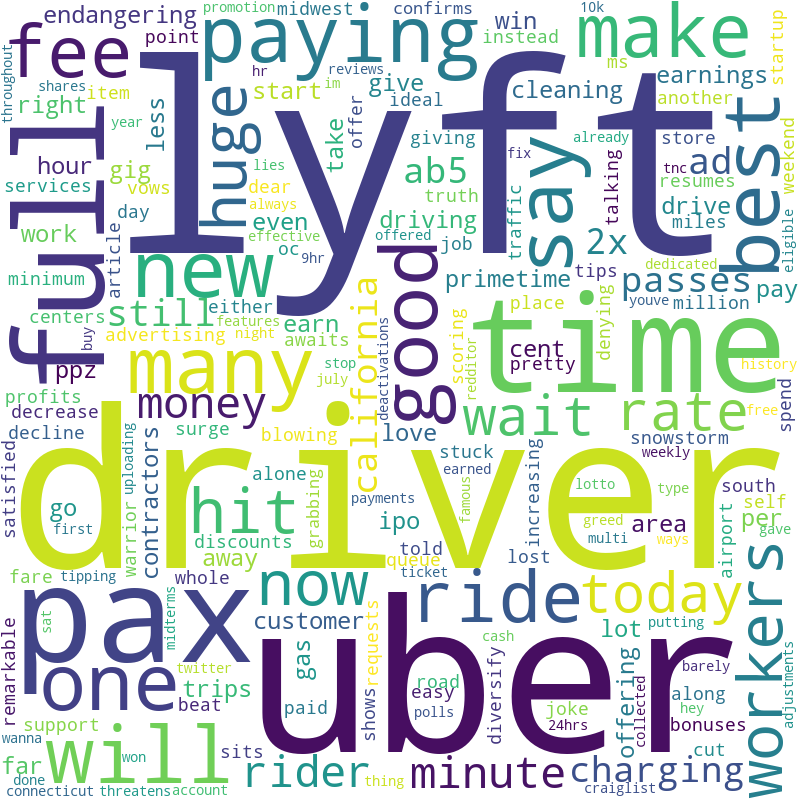 endangering
promotion
midwest
confirms
win
10k
make
startup
fee
point
lyft
paying
hr
reviews
im
instead
ms
throughout
shares
item
right
year
less
full
huge
start
give
ideal
cleaning
earnings
another
best
take
offer
giving
say
store
already
fix
tnc
ad
weekend
hour
services
gig
vows
lies
dear
always
ab5
truth
talking
resumes
work
day
even
effective
driving
traffic
drive
article
oc
offered
job
2x
miles
eligible
new
9hr
good
primetime
tips
dedicated
passes
minimum
california
youve
million
pay
centers
still
either
features
earn
place
denying
buy
advertising
night
awaits
deactivations
scoring
redditor
time
ppz
many
stop
july
cent
pretty
history
profits
money
wait
rate
free
spend
decrease
surge
blowing
love
snowstorm
decline
satisfied
uploading
driver
alone
stuck
earned
increasing
weekly
south
go
first
warrior
contractors
hit
grabbing
payments
famous
ipo
lotto
type
area
self
per
discounts
greed
multi
ways
gave
airport
fare
tipping
away
told
queue
lost
whole
now
ticket
ride
today
workers
remarkable
sat
midterms
pax
one
customer
uber
requests
cash
lot
putting
twitter
gas
road
barely
adjustments
trips
shows
easy
diversify
joke
offering
collected
along
hey
wanna
beat
paid
polls
24hrs
bonuses
support
will
won
sits
cut
far
rider
minute
charging
done
thing
connecticut
threatens
account
craiglist